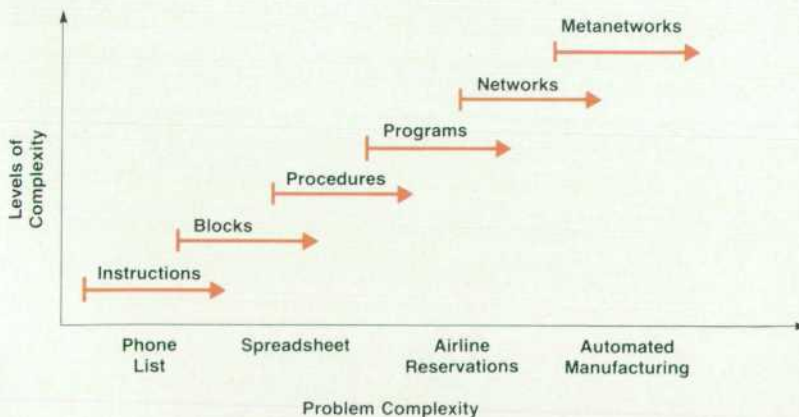 Metanetworks
Networks
Programs
Procedures
Blocks
Instructions
Levels of
Complexity
Phone
List
Spreadsheet
Airline
Reservations
Automated
Manufacturing
Problem Complexity